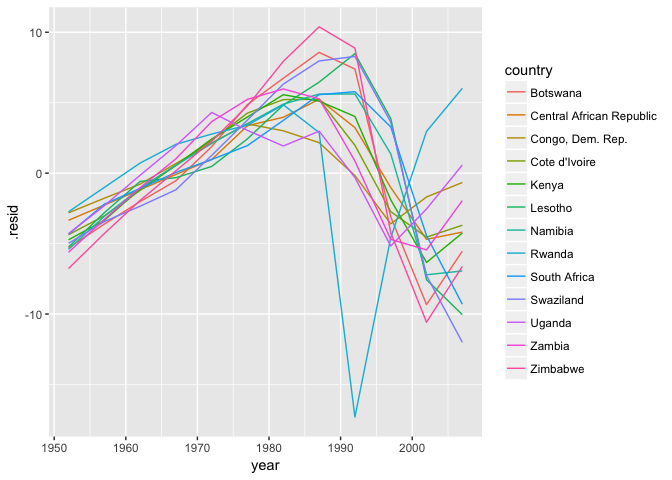 10
0
-10
.resid
1950
1960
1970
1980
1990
2000
year
country
Botswana
Central African Republic
Congo, Dem. Rep.
Cote d'Ivoire
Kenya
Lesotho
Namibia
Rwanda
South Africa
Swaziland
Uganda
Zambia
Zimbabwe